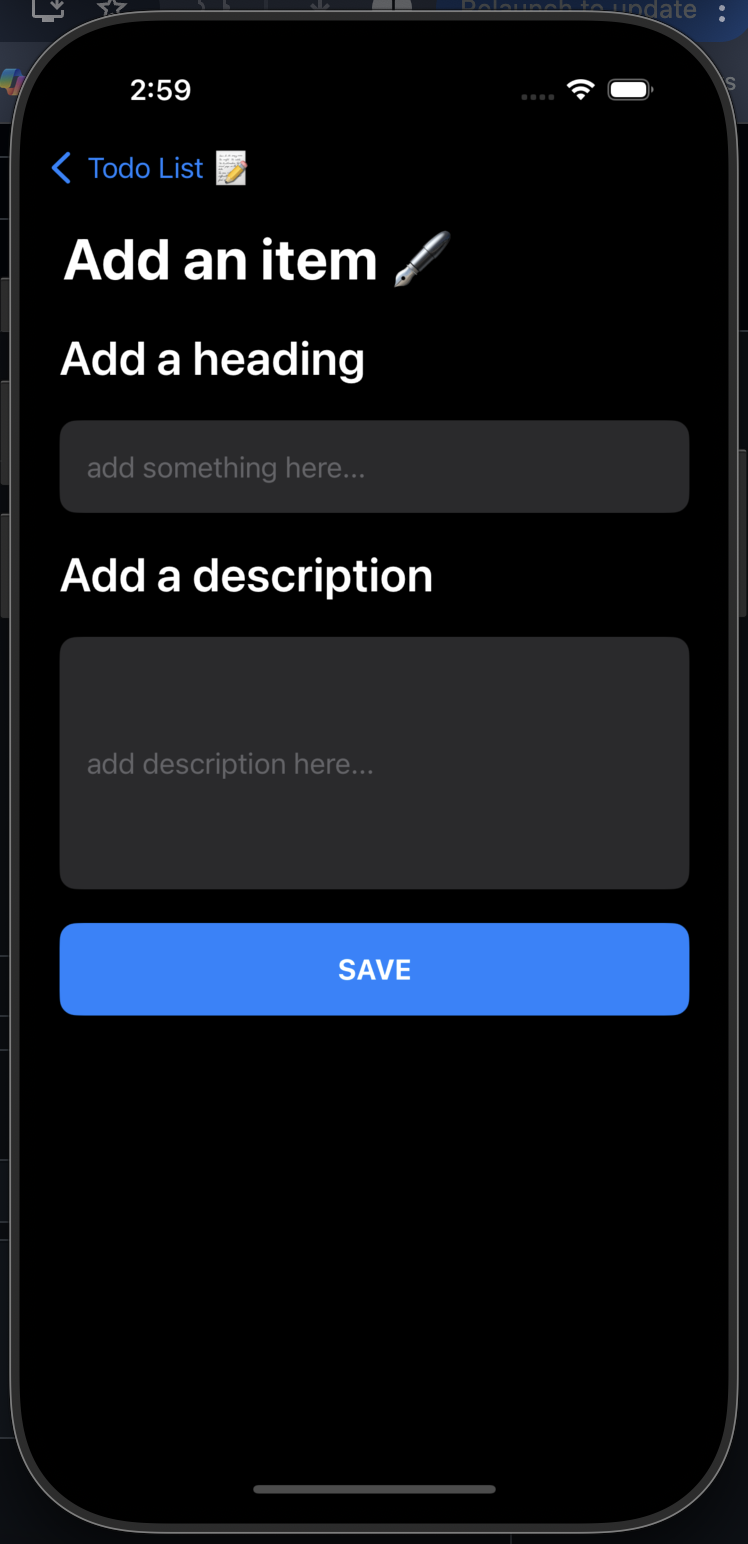 Relaunch to update
2:59
Todo List 📝
Add an item 🖋️
Add a heading
add something here...
Add a description
add description here...
SAVE